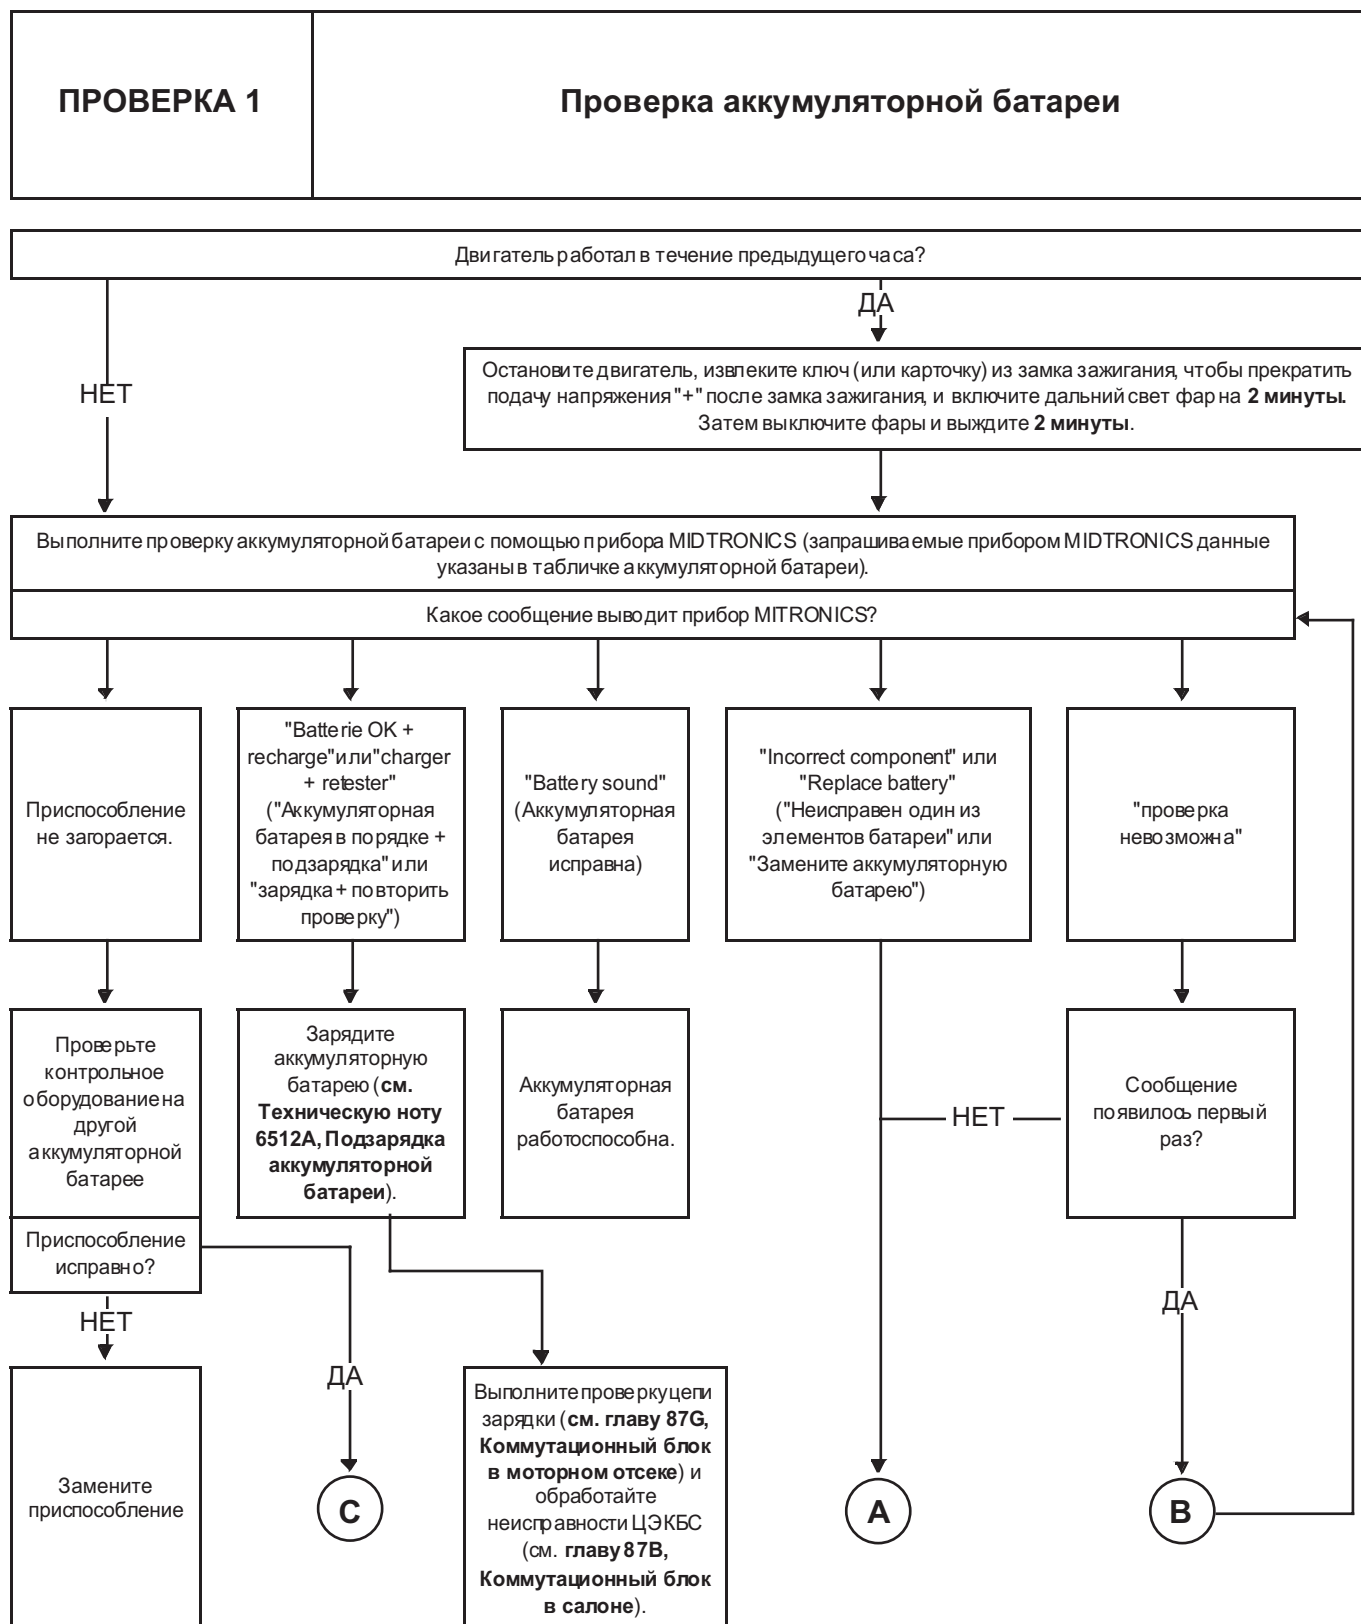 ПРОВЕРКА 1
Проверка аккумуляторной батареи
Двигатель работал в течение предыдущего часа?
ДА
НЕТ
Остановите двигатель, извлеките ключ (или карточку) из замка зажигания, чтобы прекратить
подачу напряжения "+" после замка зажигания, и включите дальний свет фар на 2 минуты.
Затем выключите фары и выждите 2 минуты.
Выполните проверку аккумуляторной батареи с помощью прибора MIDTRONICS (запрашиваемые прибором MIDTRONICS данные
указаны в табличке аккумуляторной батареи).
Какое сообщение выводит прибор MITRONICS?
Приспособление
не загорается.
"Batterie OK +
recharge" или "charger
+ retester"
("Аккумуляторная
батарея в порядке +
подзарядка" или
"зарядка + повторить
проверку")
"Battery sound"
(Аккумуляторная
батарея
исправна)
"Incorrect component" или
"Replace battery"
("Неисправен один из
элементов батареи" или
"Замените аккумуляторную
батарею")
"проверка
невозможна"
Проверьте
контрольное
оборудование на
другой
аккумуляторной
батарее
Зарядите
аккумуляторную
батарею (см.
Техническую ноту
6512A, Подзарядка
аккумуляторной
батареи).
Аккумуляторная
батарея
работоспособна.
НЕТ
Сообщение
появилось первый
раз?
Приспособление
исправно?
НЕТ
ДА
ДА
Замените
приспособление
C
Выполните проверку цепи
зарядки (см. главу 87G,
Коммутационный блок
в моторном отсеке) и
обработайте
неисправности ЦЭКБС
(см. главу 87B,
Коммутационный блок
в салоне).
A
B